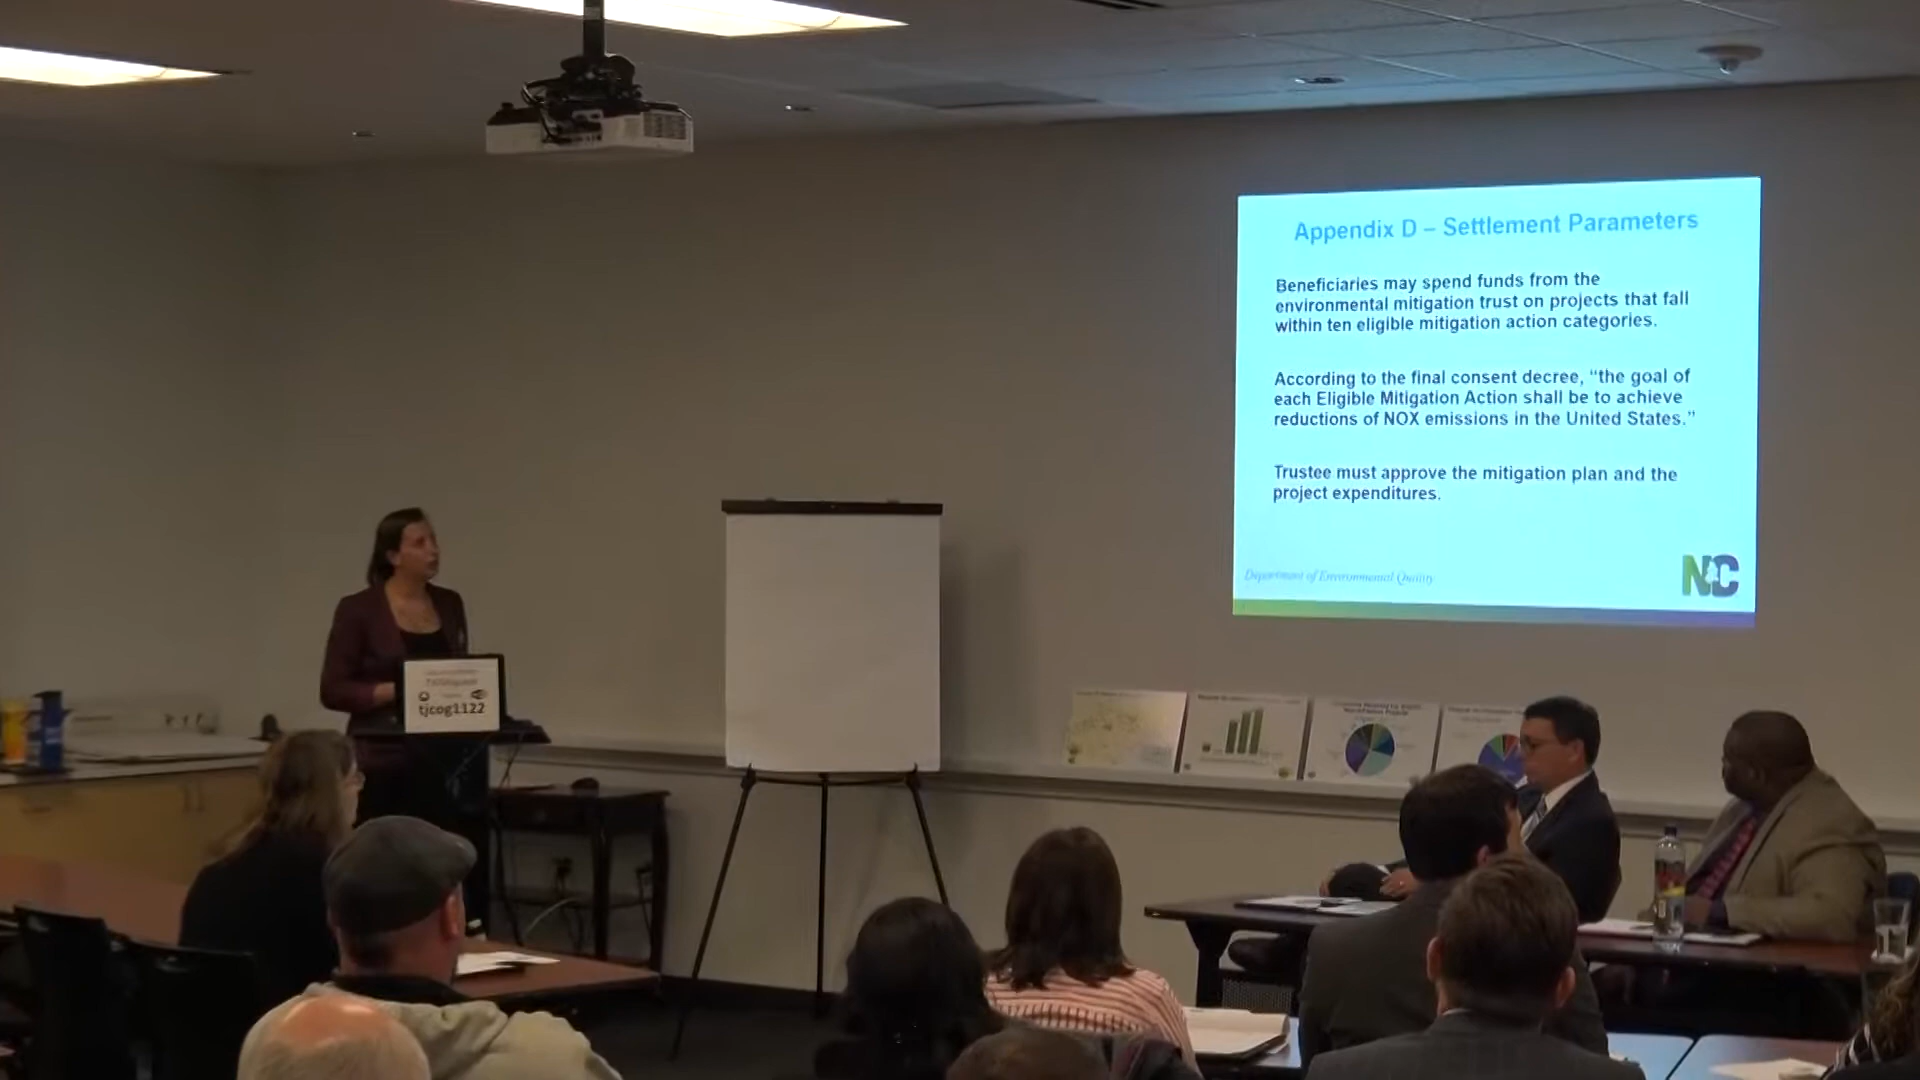 Appendix D – Settlement Parameters
Beneficiaries may spend funds from the
environmental mitigation trust on projects that fall
within ten eligible mitigation action categories.
According to the final consent decree, “the goal of
each Eligible Mitigation Action shall be to achieve
reductions of NOX emissions in the United States.”
Trustee must approve the mitigation plan and the
project expenditures.
Department of Environmental Quality
NC
tjcog1122